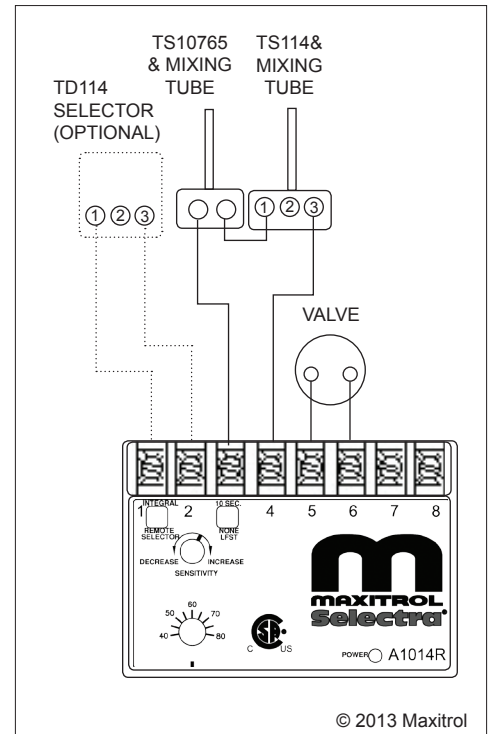 TS10765
& MIXING
TUBE
TS114&
MIXING
TUBE
TD114
SELECTOR
(OPTIONAL)
1 2 3
1 2 3
VALVE
INTEGRAL
10 SEC.
1 2 4 5 6 7 8
REMOTE
SELECTOR
NONE
LFST
DECREASE INCREASE
SENSITIVITY
MAXITROL
Selectra®
40 50 60 70 80
C SA US
POWER A1014R
© 2013 Maxitrol